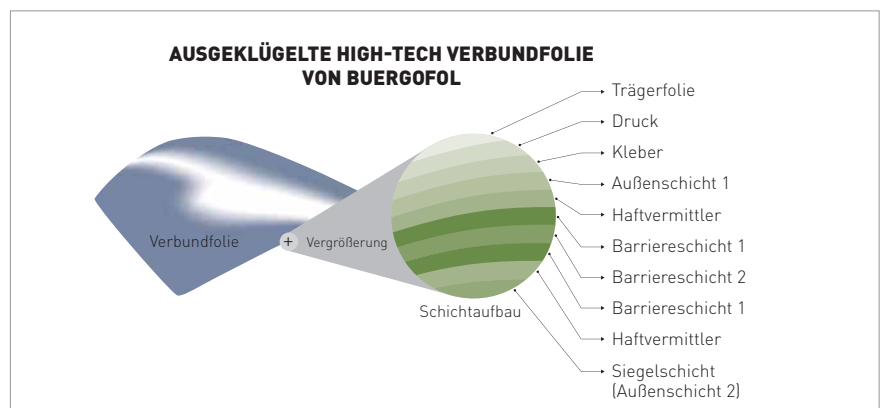 AUSGEKLÜGELTE HIGH-TECH VERBUNDFOLIE
VON BUERGOFOL
Trägerfolie
Druck
Kleber
Außenschicht 1
Haftvermittler
Barriereschicht 1
Barriereschicht 2
Barriereschicht 1
Haftvermittler
Siegelschicht
(Außenschicht 2)
Verbundfolie
+ Vergrößerung
Schichtaufbau